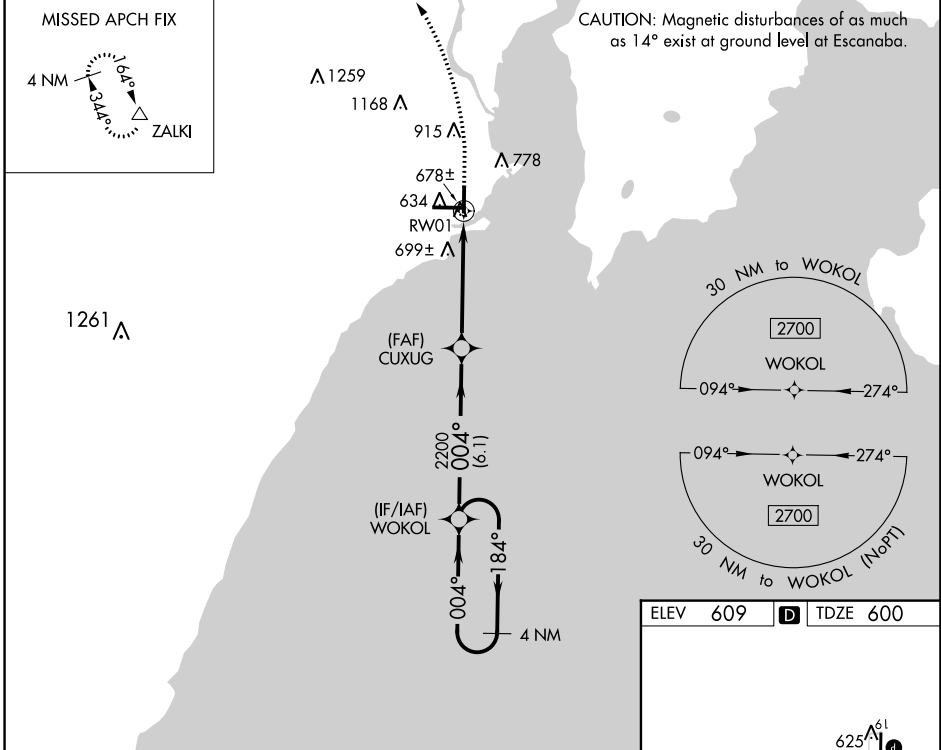 MISSED APCH FIX
4 NM
164°
344°
ZALKI
CAUTION: Magnetic disturbances of as much
as 14° exist at ground level at Escanaba.
1259
1168
915
778
678±
634
RW01
699±
1261
(FAF)
CUXUG
2200
004°
(6.1)
(IF/IAF)
WOKOL
184°
004°
4 NM
30 NM to WOKOL
2700
WOKOL
094°
274°
094°
274°
WOKOL
2700
30 NM to WOKOL (NoPT)
ELEV 609 D TDZE 600
19
625